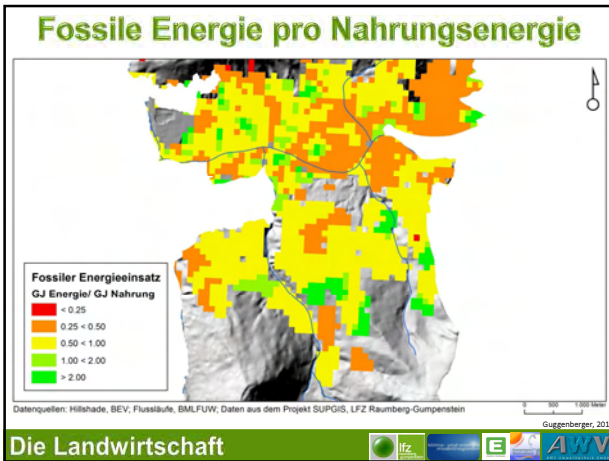 Fossile Energie pro Nahrungsenergie
Fossiler Energieeinsatz
GJ Energie/ GJ Nahrung
< 0.25
0.25 < 0.50
0.50 < 1.00
1.00 < 2.00
> 2.00
0 500 1.000 Meter
Datenquellen: Hillshade, BEV; Flussläufe, BMLFUW; Daten aus dem Projekt SUPGIS, LFZ Raumberg-Gumpenstein
Guggenberger, 201
Die Landwirtschaft
lfz
E
AWV